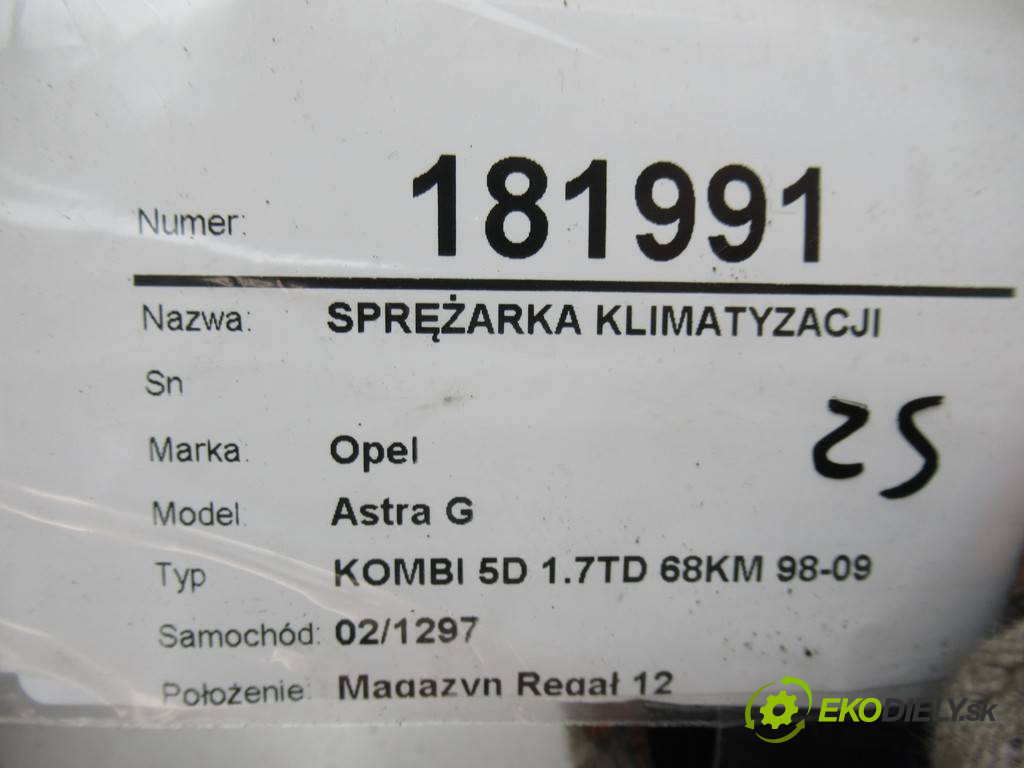 Numer: 181991
Nazwa: SPRĘŻARKA KLIMATYZACJI
Sn
25
Marka: Opel
Model: Astra G
Typ KOMBI 5D 1.7TD 68KM 98-09
Samochód: 02/1297
Położenie: Magazyn Regał 12
EKODIELY.sk